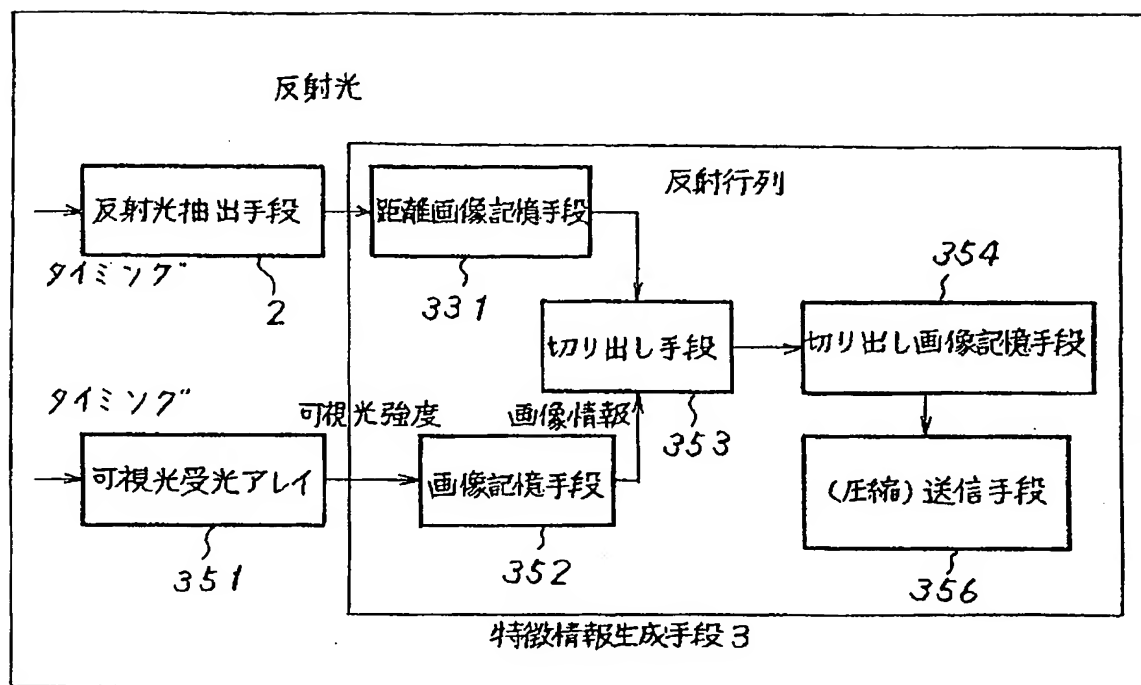 反射光
反射行列
反射光抽出手段
距離画像記憶手段
タイミング
2
331
354
切り出し手段
切り出し画像記憶手段
タイミング
可視光強度
画像情報
353
可視光受光アレイ
画像記憶手段
(圧縮)送信手段
351
352
356
特徴情報生成手段3